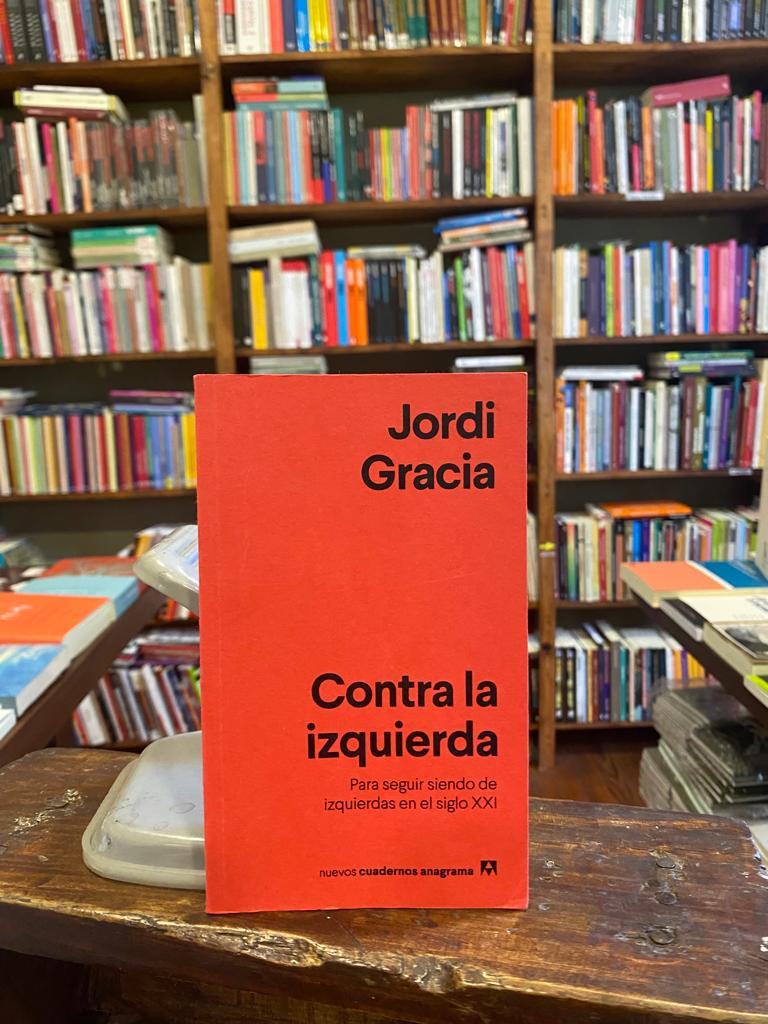 Jordi
Gracia
Contra la
izquierda
Para seguir siendo de
izquierdas en el siglo XXI
nuevos cuadernos anagrama